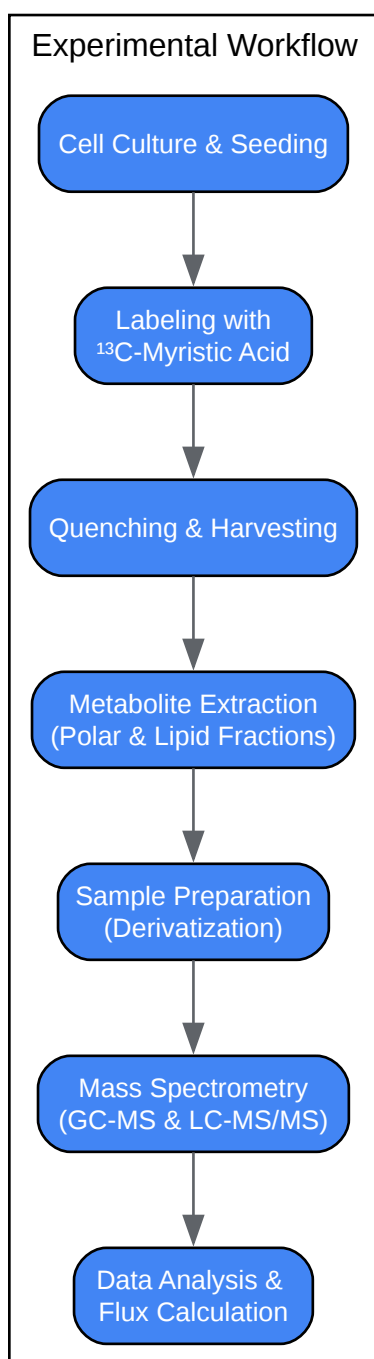 Experimental Workflow
Cell Culture & Seeding
Labeling with
¹³C-Myristic Acid
Quenching & Harvesting
Metabolite Extraction
(Polar & Lipid Fractions)
Sample Preparation
(Derivatization)
Mass Spectrometry
(GC-MS & LC-MS/MS)
Data Analysis &
Flux Calculation